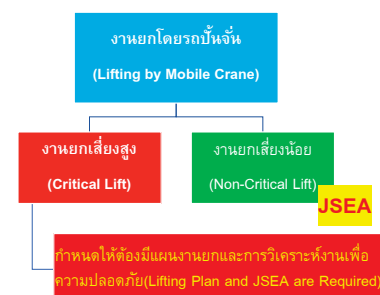 งานยกโดยรถปั้นจั่น
(Lifting by Mobile Crane)
งานยกเสี่ยงสูง
(Critical Lift)
งานยกเสี่ยงน้อย
(Non-Critical Lift)
JSEA
กำหนดให้ต้องมีแผนงานยกและการวิเคราะห์งานเพื่อ
ความปลอดภัย(Lifting Plan and JSEA are Required)